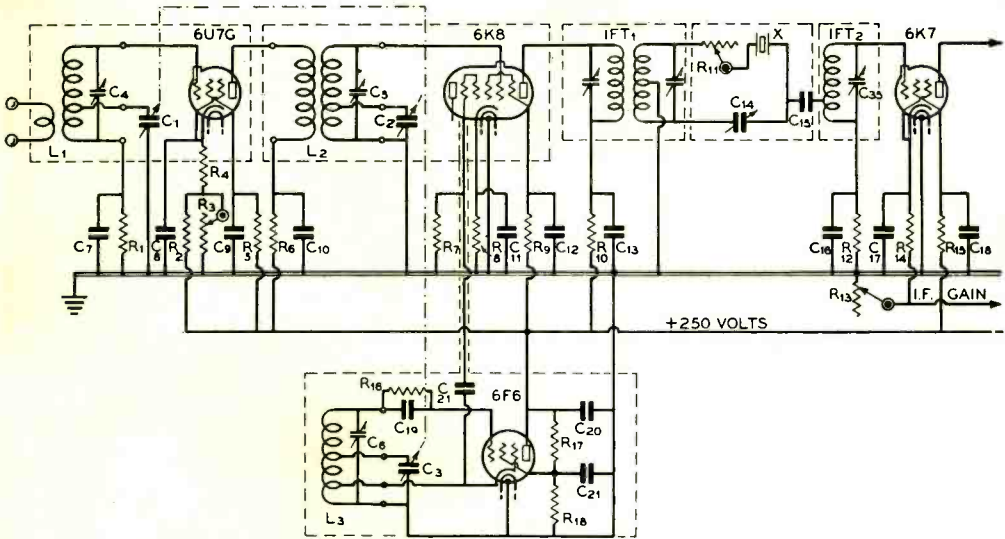 6U7G
6K8
IFT1
IFT2
6K7
X
R11
C4
C1
C5
C2
C14
C15
C35
L1
L2
R4
R3
C7
R1
C8
R2
C9
R5
R6
C10
R7
R8
C11
R9
C12
R10
C13
C16
R12
C17
R14
R15
C18
R13
I.F. GAIN
+250 VOLTS
R16
C21
6F6
C19
C20
R17
C6
C3
C21
R18
L3